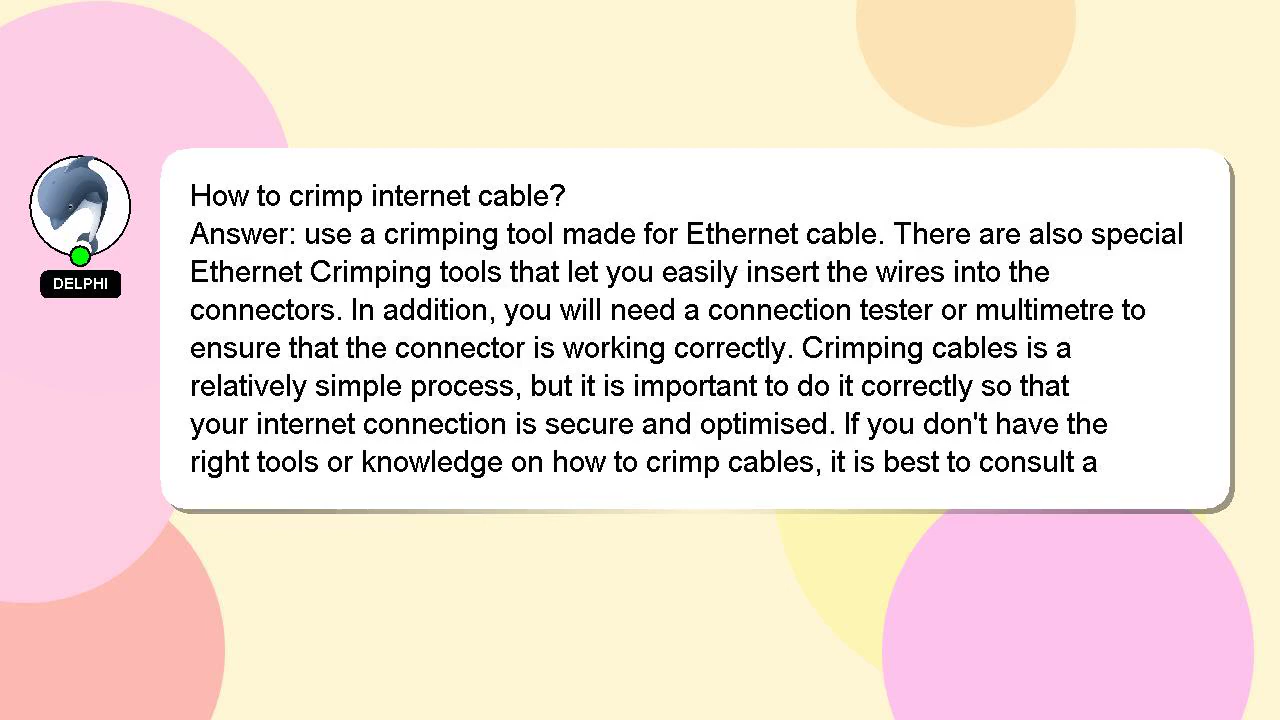 How to crimp internet cable?
Answer: use a crimping tool made for Ethernet cable. There are also special
Ethernet Crimping tools that let you easily insert the wires into the
connectors. In addition, you will need a connection tester or multimetre to
ensure that the connector is working correctly. Crimping cables is a
relatively simple process, but it is important to do it correctly so that
your internet connection is secure and optimised. If you don't have the
right tools or knowledge on how to crimp cables, it is best to consult a
DELPHI